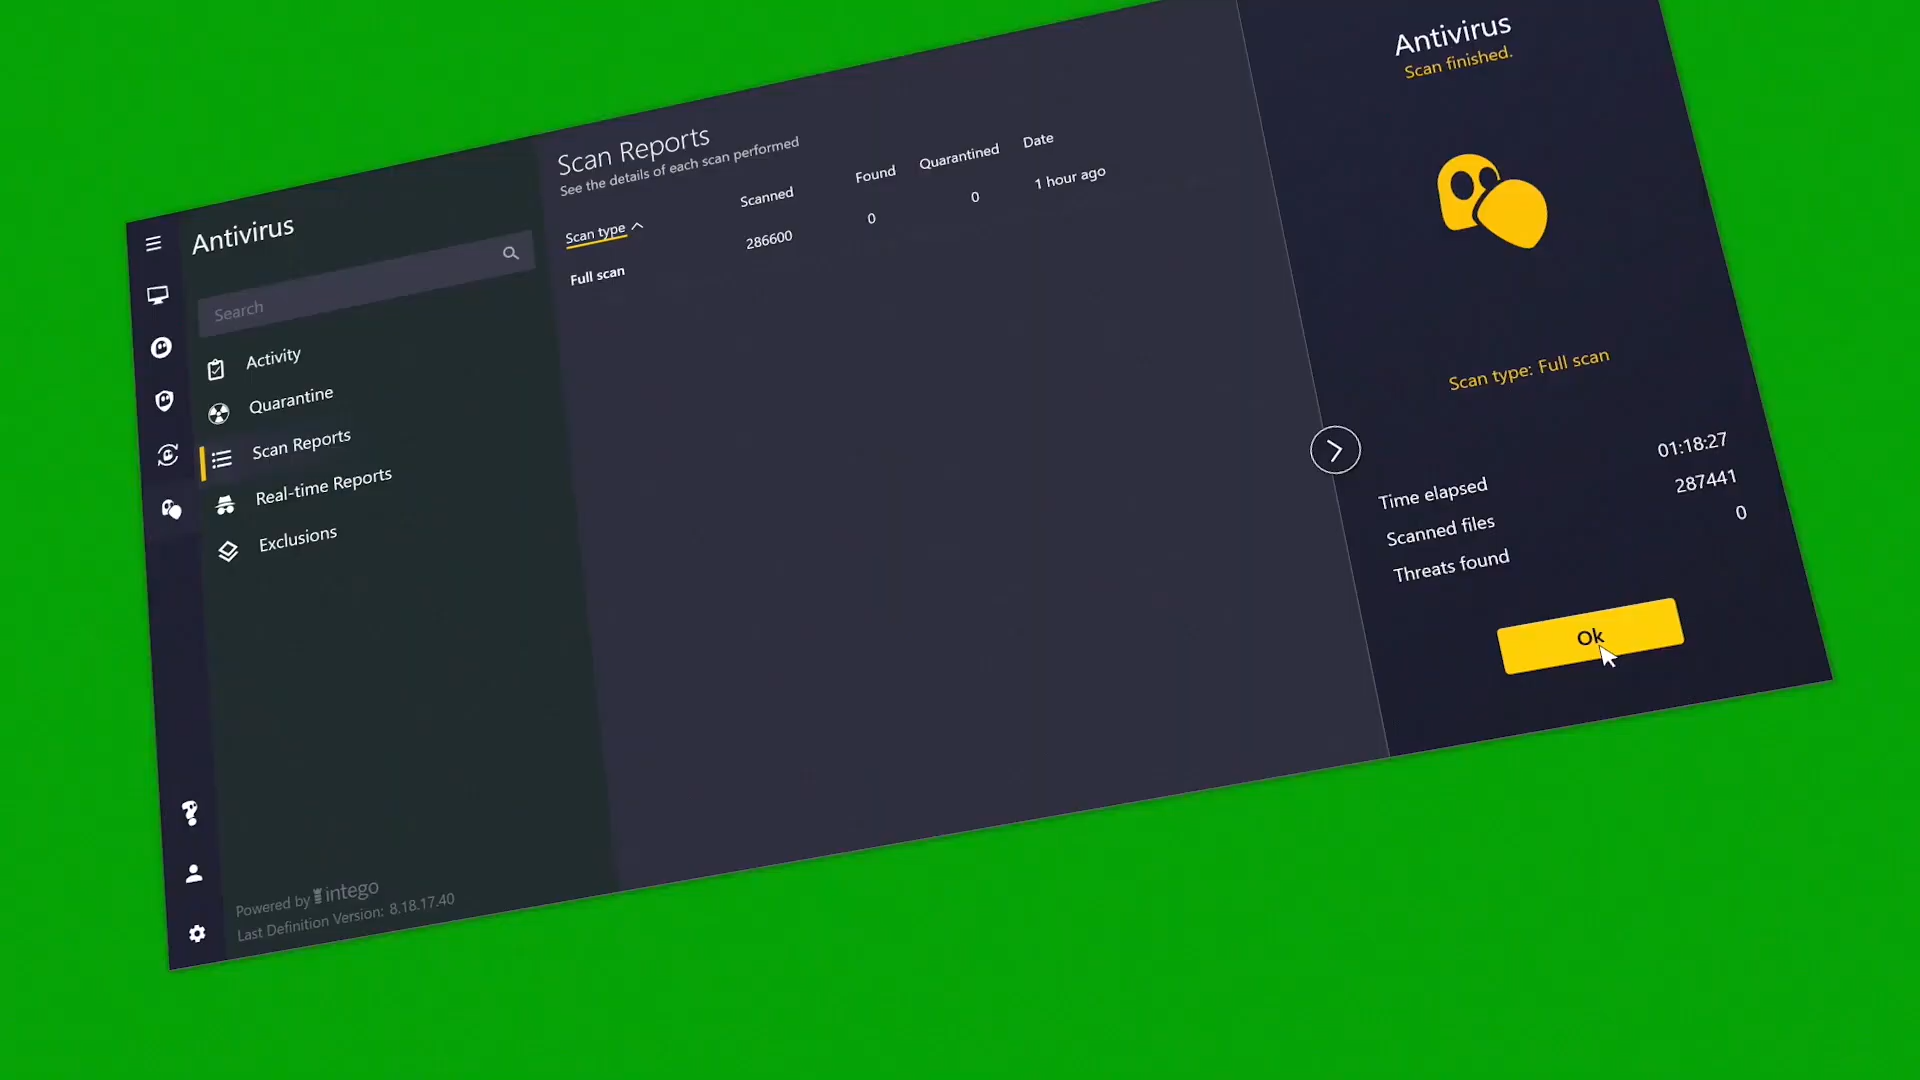 Antivirus
Search
Activity
Quarantine
Scan Reports
Real-time Reports
Exclusions
Powered by intego
Last Definition Version: 8.18.17.40
Scan Reports
See the details of each scan performed
Scan type Scanned Found Quarantined Date
Full scan 286600 0 0 1 hour ago
Antivirus
Scan finished.
Scan type: Full scan
Time elapsed 01:18:27
Scanned files 287441
Threats found 0
Ok